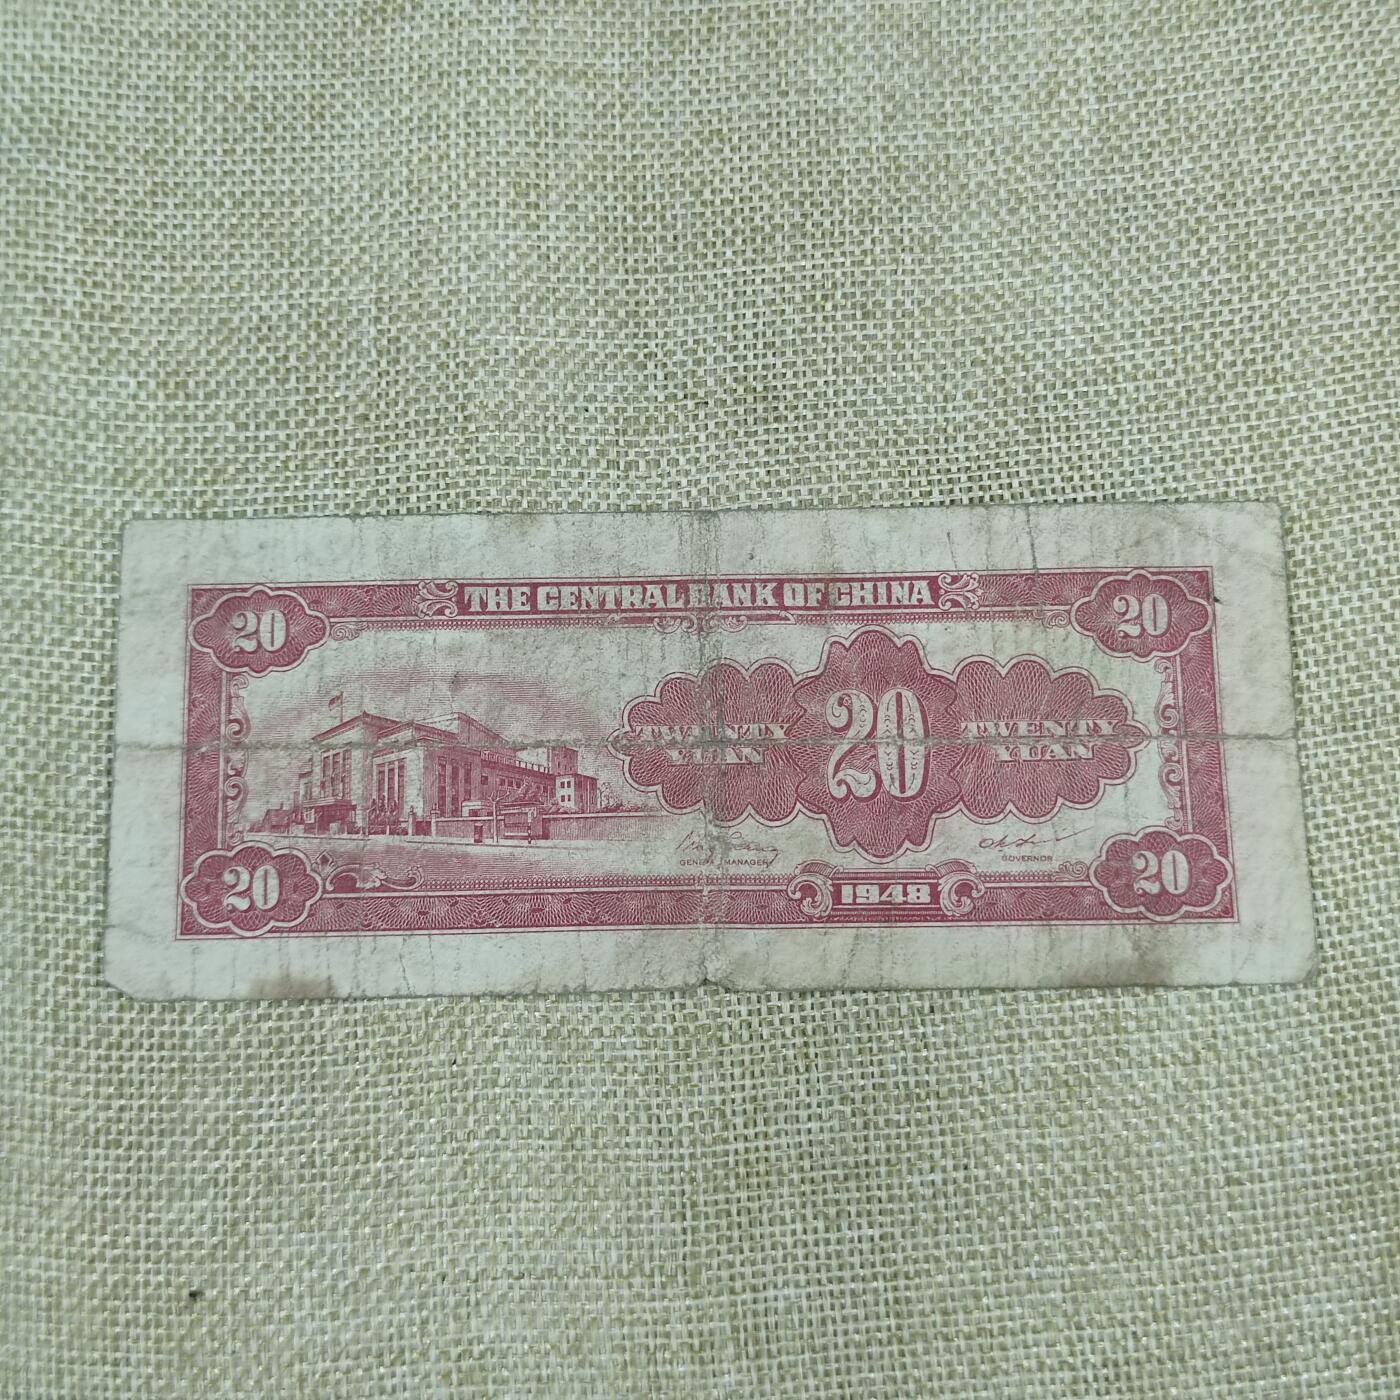 THE CENTRAL BANK OF CHINA
20
20
TWENTY
YUAN
20
TWENTY
YUAN
GENERAL MANAGER
GOVERNOR
20
1948
20